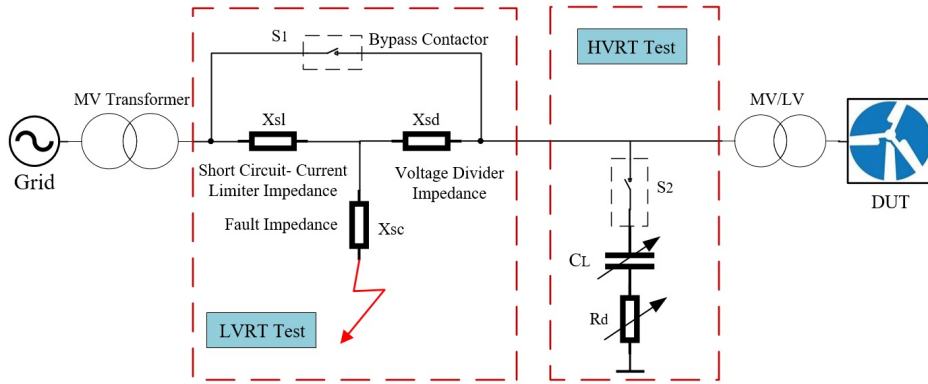 S1
Bypass Contactor
HVRT Test
MV Transformer
MV/LV
Xsl
Xsd
Grid
Short Circuit- Current
Limiter Impedance
Voltage Divider
Impedance
S2
DUT
Fault Impedance
Xsc
CL
Rd
LVRT Test